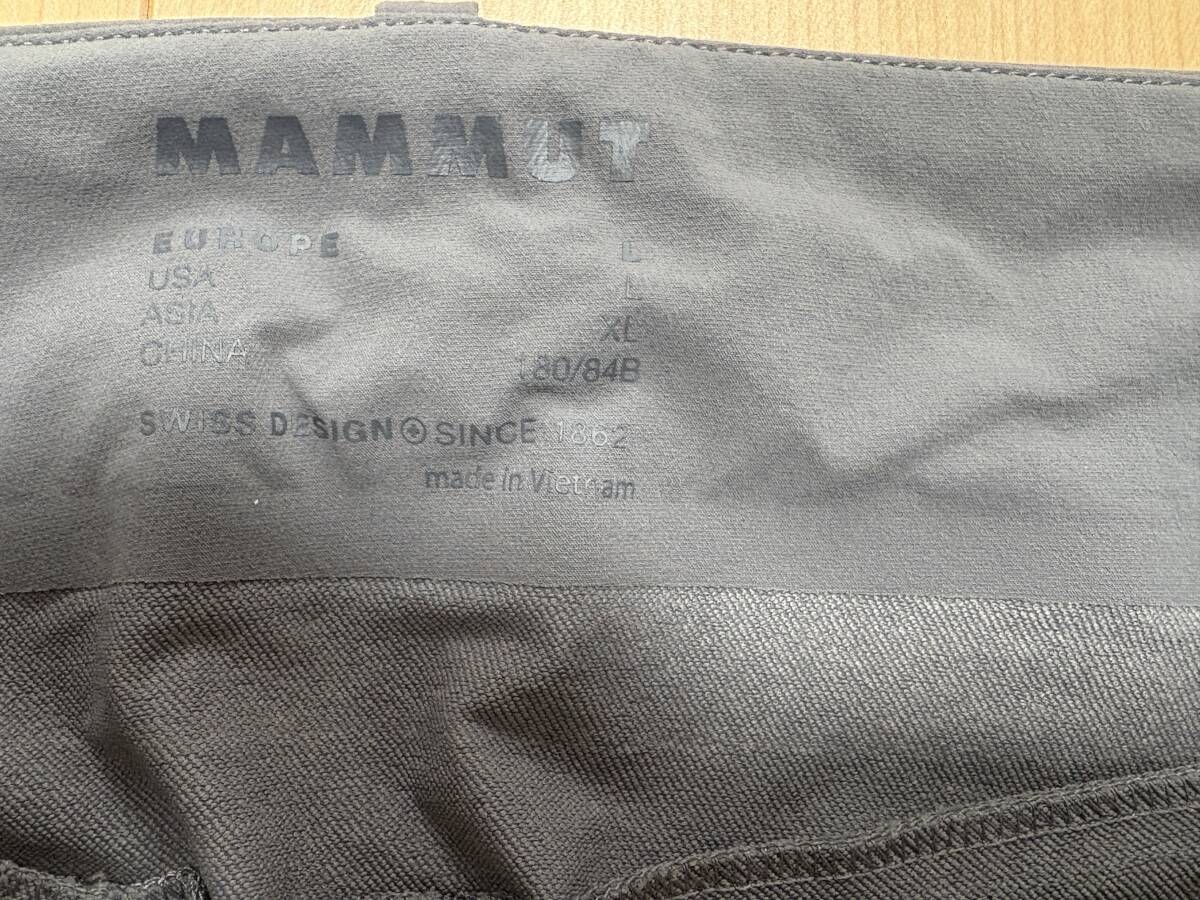 MAMMUT
EUROPE L
USA L
ASIA XL
CHINA 180/84B
SWISS DESIGN SINCE 1862
made in Vietnam